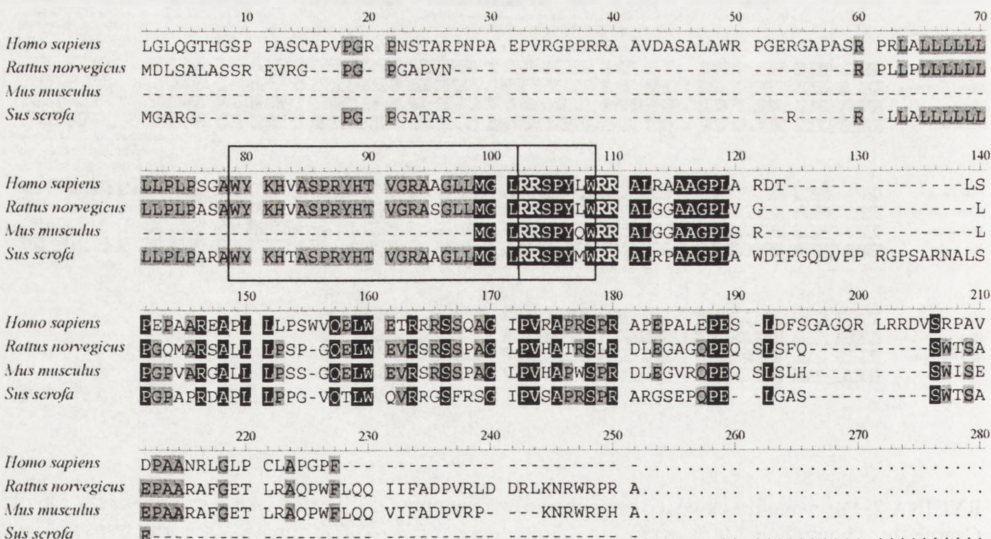 10 20 30 40 50 60 70
Homo sapiens LGLQGTHGSP PASCAPVPGR PNSTARPNPA EPVRGPPRRA AVDASALAWR PGERGAPASR PRLALLLLLL
Rattus norvegicus MDLSALASSR EVRG---PG- PGAPVN---- ---------- ---------- ---------R PLLPLLLLLL
Mus musculus ---------- ---------- ---------- ---------- ---------- ---------- ----------
Sus scrofa MGARG------------PG- PGATAR---- ---------- ---------- ----R----R LLALLLLLLL
80 90 100 110 120 130 140
Homo sapiens LLPLPSGAWY KHVASPRYHT VGRAAGLLMG LRRSPYLWRR ALRAAAGPLA RDT------- --------LS
Rattus norvegicus LLPLPASAWY KHVASPRYHT VGRASGLLMG LRRSPYLWRR ALGGAAGPLV G--------- ---------L
Mus musculus ---------- ---------- --------MG LRRSPYQWRR ALGGAAGPLS R--------- ---------L
Sus scrofa LLPLPARAWY KHTASPRYHT VGRAAGLLMG LRRSPYMWRR ALRPAAGPLA WDTFGQDVPP RGPSARNALS
150 160 170 180 190 200 210
Homo sapiens PEPAAREAPL LLPSWVQELW ETRRRSSQAG IPVRAPRSPR APEPALEPES -LDFSGAGQR LRRDVSRPAV
Rattus norvegicus PGQMARSALL LPSP-GQELW EVRSRSSPAG LPVHATRSLR DLEGAGQPEQ SLSFQ----- -----SWTSA
Mus musculus PGPVARGALL LPSS-GQELW EVRSRSSPAG LPVHAPWSPR DLEGVRQPEQ SLSLH----- -----SWISE
Sus scrofa PGPAPRDAPL LPPG-VQTLW QVRRGSFRSG IPVSAPRSPR ARGSEPQPE- -LGAS----- -----SWTSA
220 230 240 250 260 270 280
Homo sapiens DPAANRLGLP CLAPGPF--- ---------- ---------- ---------- -.............................
Rattus norvegicus EPAARAFGET LRAQPWFLQQ IIFADPVRLD DRLKNRWRPR A.............................
Mus musculus EPAARAFGET LRAQPWFLQQ VIFADPVRP- ---KNRWRPH A.............................
Sus scrofa E--------- ---------- ---------- ---------- -.............................